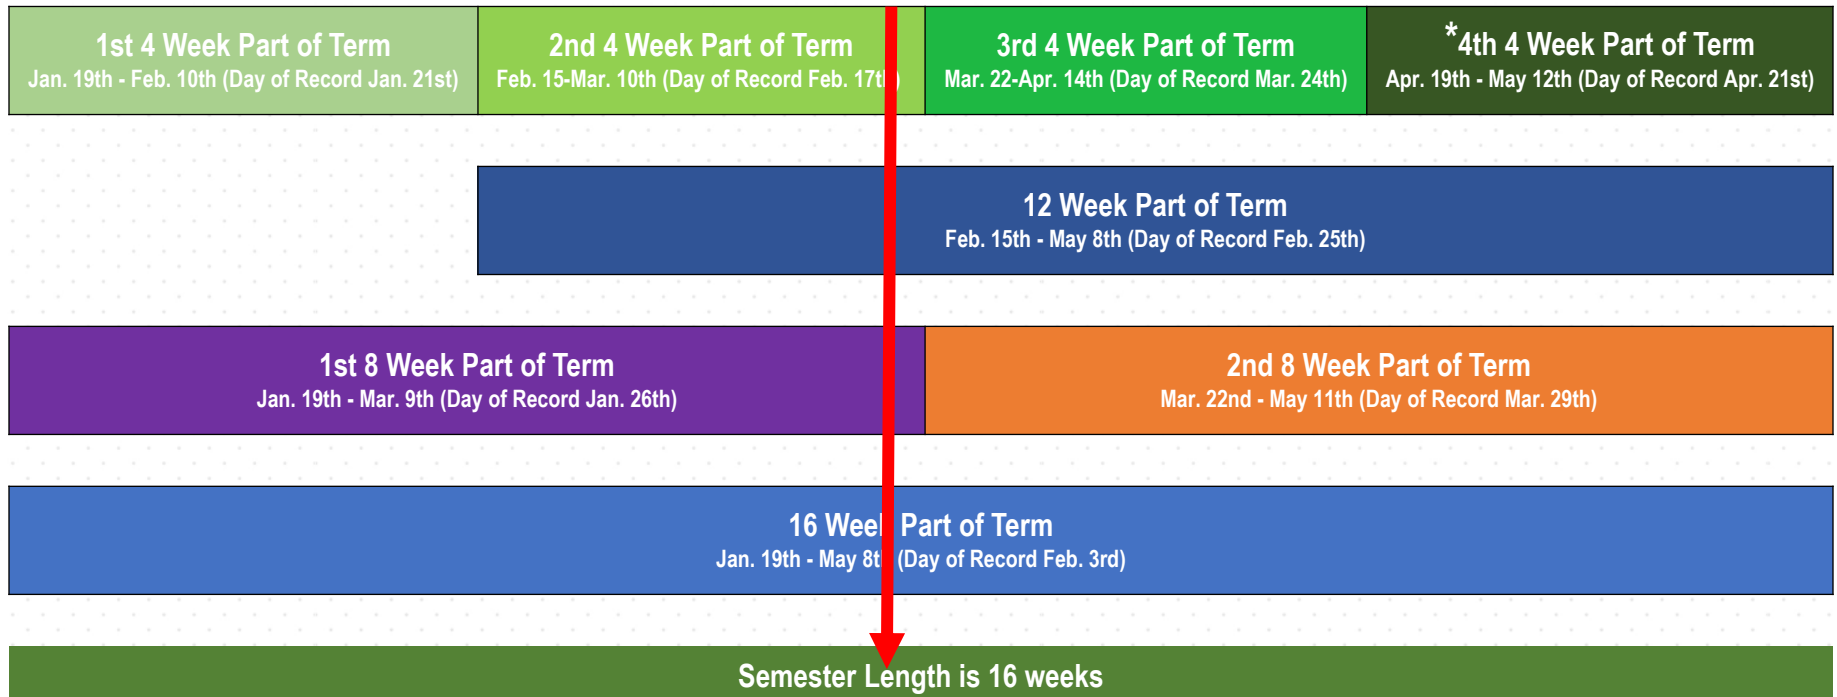 1st 4 Week Part of Term
Jan. 19th - Feb. 10th (Day of Record Jan. 21st)
2nd 4 Week Part of Term
Feb. 15-Mar. 10th (Day of Record Feb. 17th)
3rd 4 Week Part of Term
Mar. 22-Apr. 14th (Day of Record Mar. 24th)
*4th 4 Week Part of Term
Apr. 19th - May 12th (Day of Record Apr. 21st)
12 Week Part of Term
Feb. 15th - May 8th (Day of Record Feb. 25th)
1st 8 Week Part of Term
Jan. 19th - Mar. 9th (Day of Record Jan. 26th)
2nd 8 Week Part of Term
Mar. 22nd - May 11th (Day of Record Mar. 29th)
16 Week Part of Term
Jan. 19th - May 8th (Day of Record Feb. 3rd)
Semester Length is 16 weeks